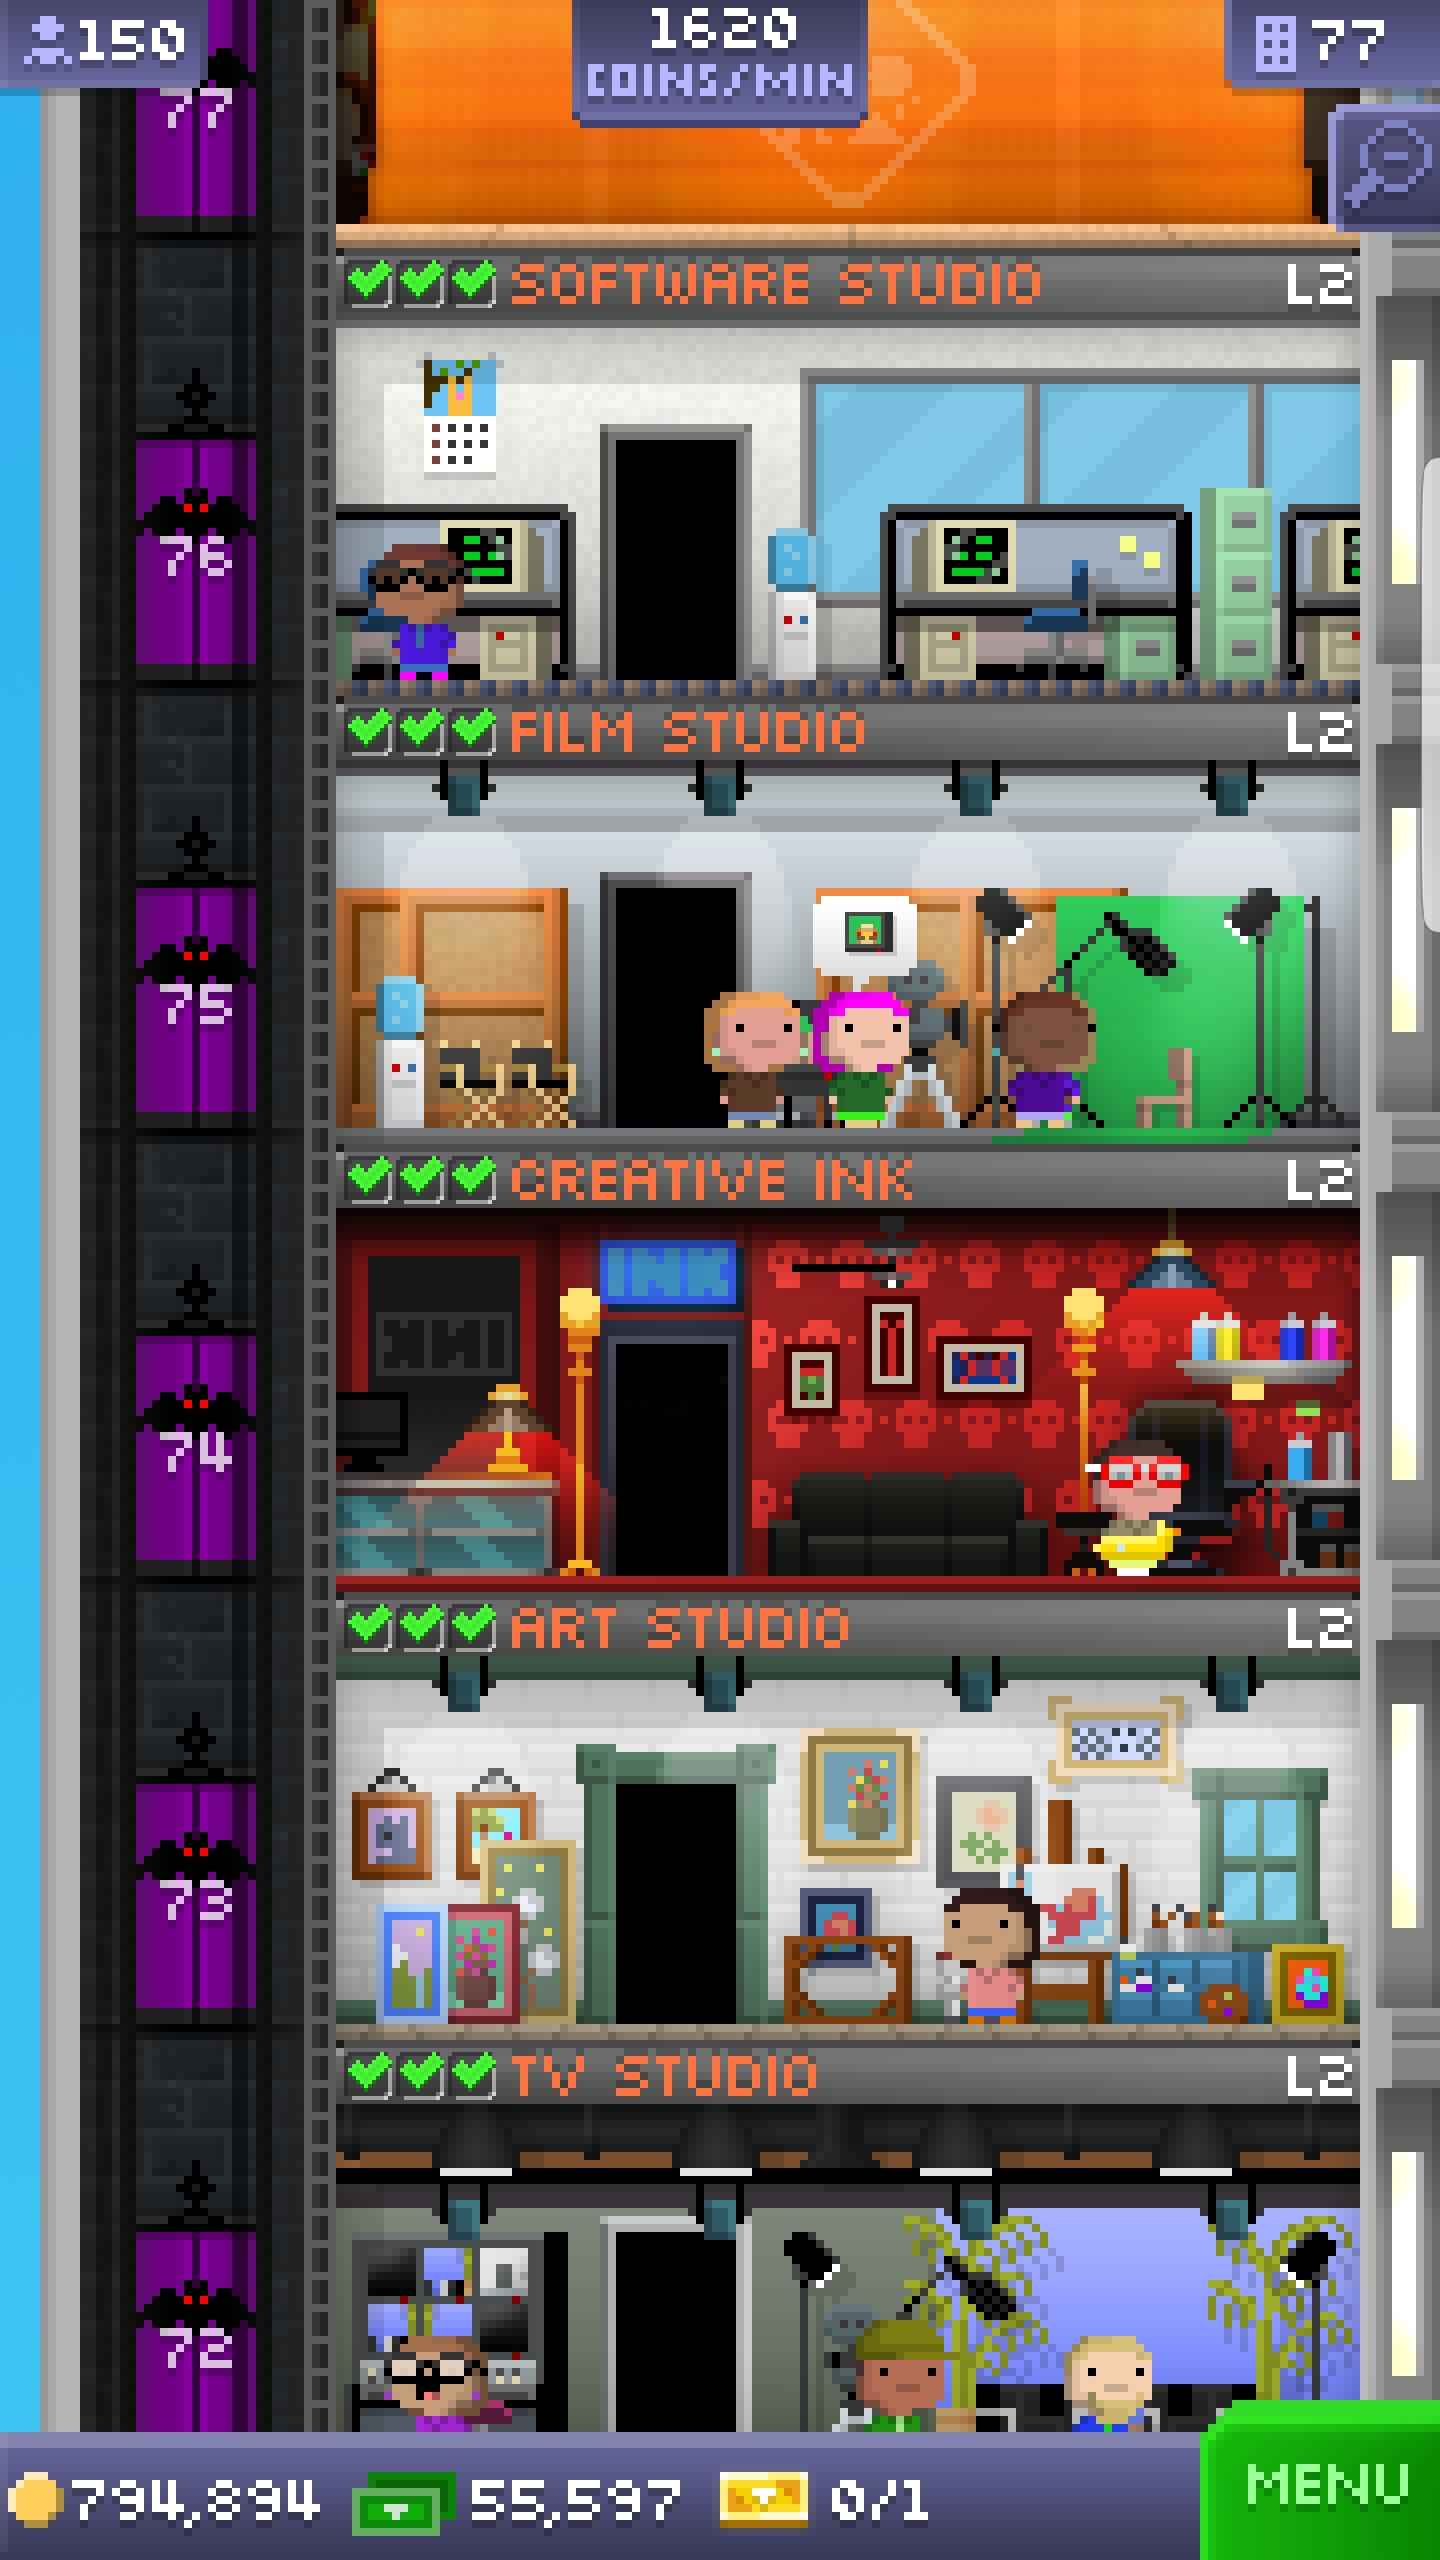 150
1620
COINS/MIN
77
77
SOFTWARE STUDIO L2
76
FILM STUDIO L2
75
CREATIVE INK L2
INK
INK
74
ART STUDIO L2
73
TV STUDIO L2
72
794,894 55,597 0/1 MENU